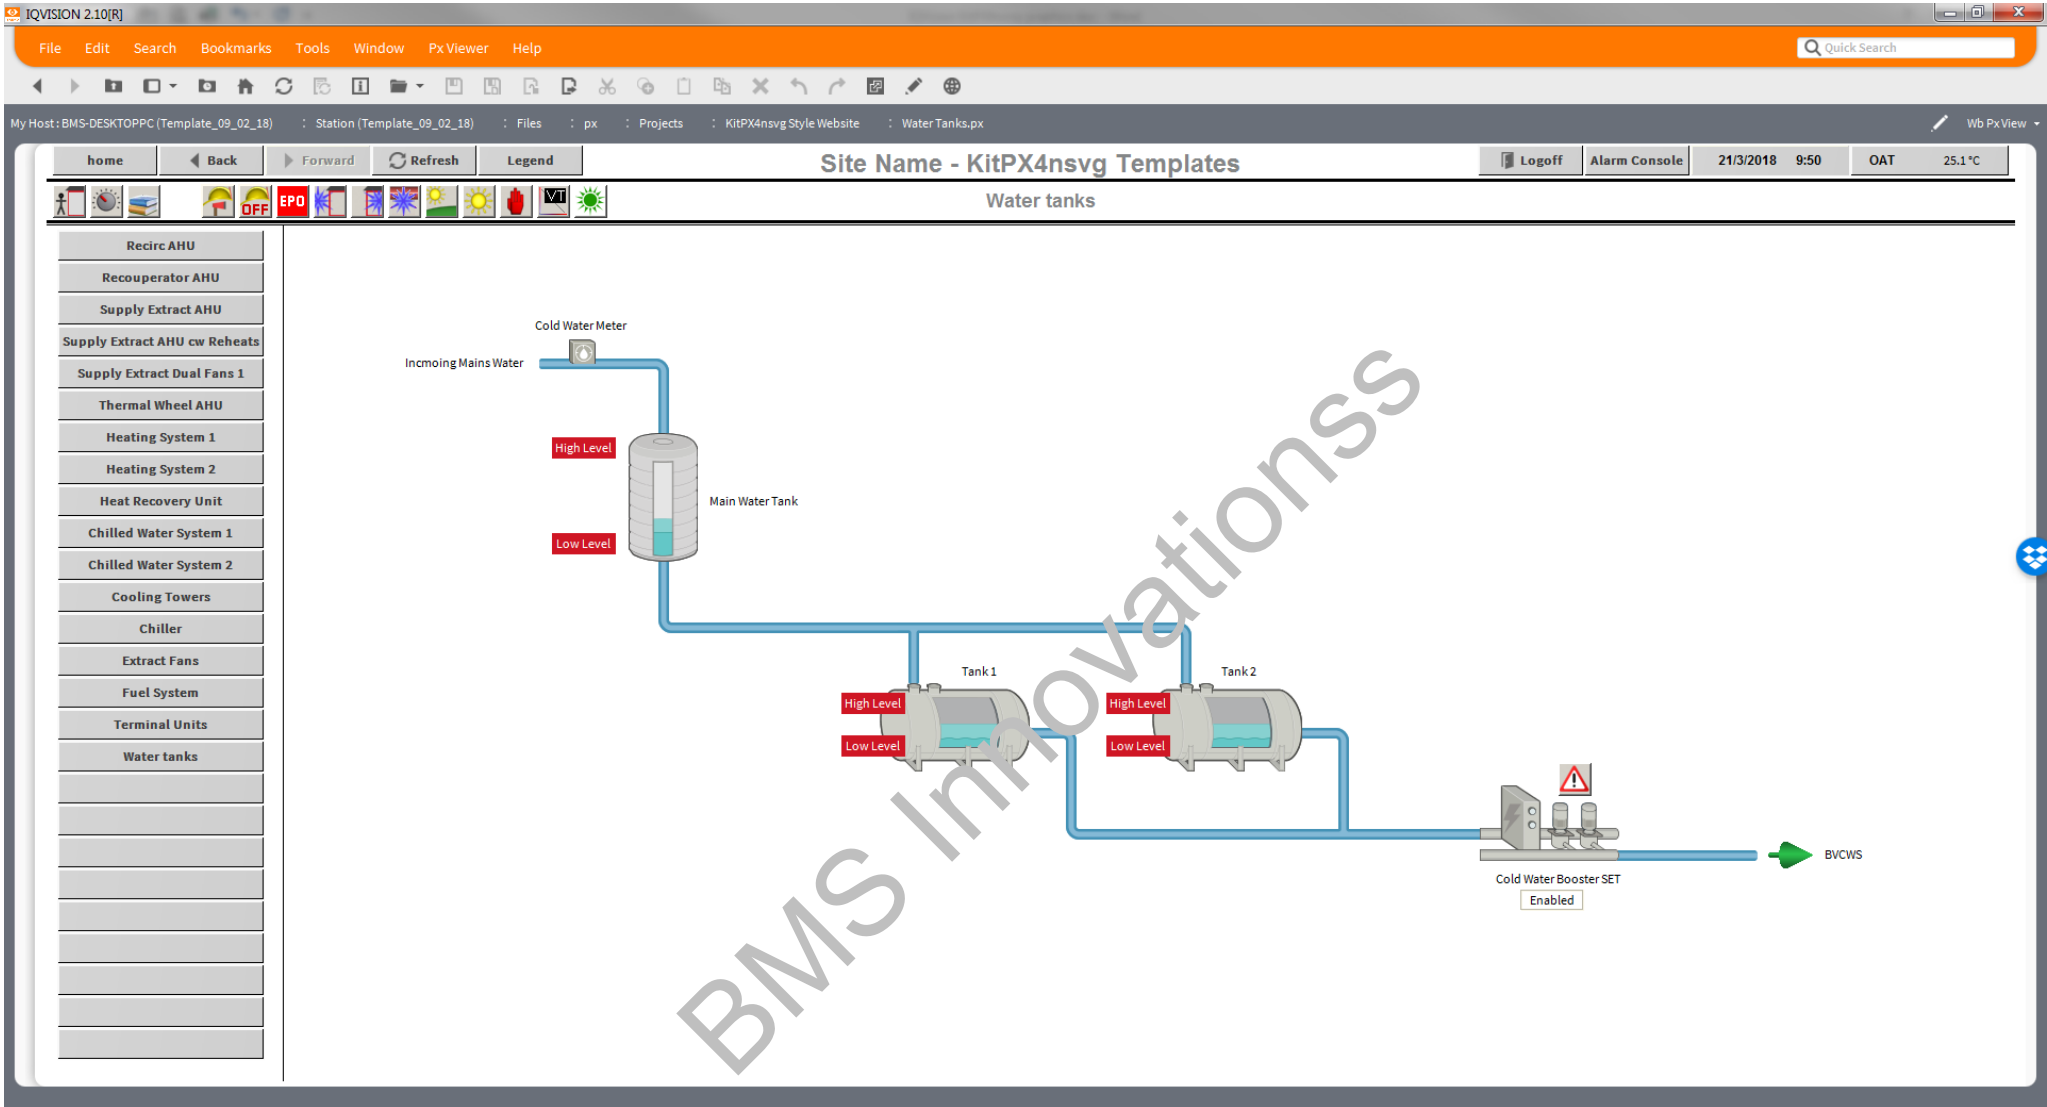 IQVISION 2.10[R]
File Edit Search Bookmarks Tools Window Px Viewer Help
Quick Search
My Host : BMS-DESKTOPPC (Template_09_02_18) : Station (Template_09_02_18) : Files : px : Projects : KitPX4nsvg Style Website : Water Tanks.px
Wb Px View
home Back Forward Refresh Legend
Site Name - KitPX4nsvg Templates
Logoff Alarm Console 21/3/2018 9:50 OAT 25.1 °C
OFF EPO VT
Water tanks
Recirc AHU
Recouperator AHU
Supply Extract AHU
Supply Extract AHU cw Reheats
Supply Extract Dual Fans 1
Thermal Wheel AHU
Heating System 1
Heating System 2
Heat Recovery Unit
Chilled Water System 1
Chilled Water System 2
Cooling Towers
Chiller
Extract Fans
Fuel System
Terminal Units
Water tanks
Cold Water Meter
Incmoing Mains Water
High Level
Main Water Tank
Low Level
Tank 1
High Level
Low Level
Tank 2
High Level
Low Level
BVCWS
Cold Water Booster SET
Enabled
BMS Innovationss